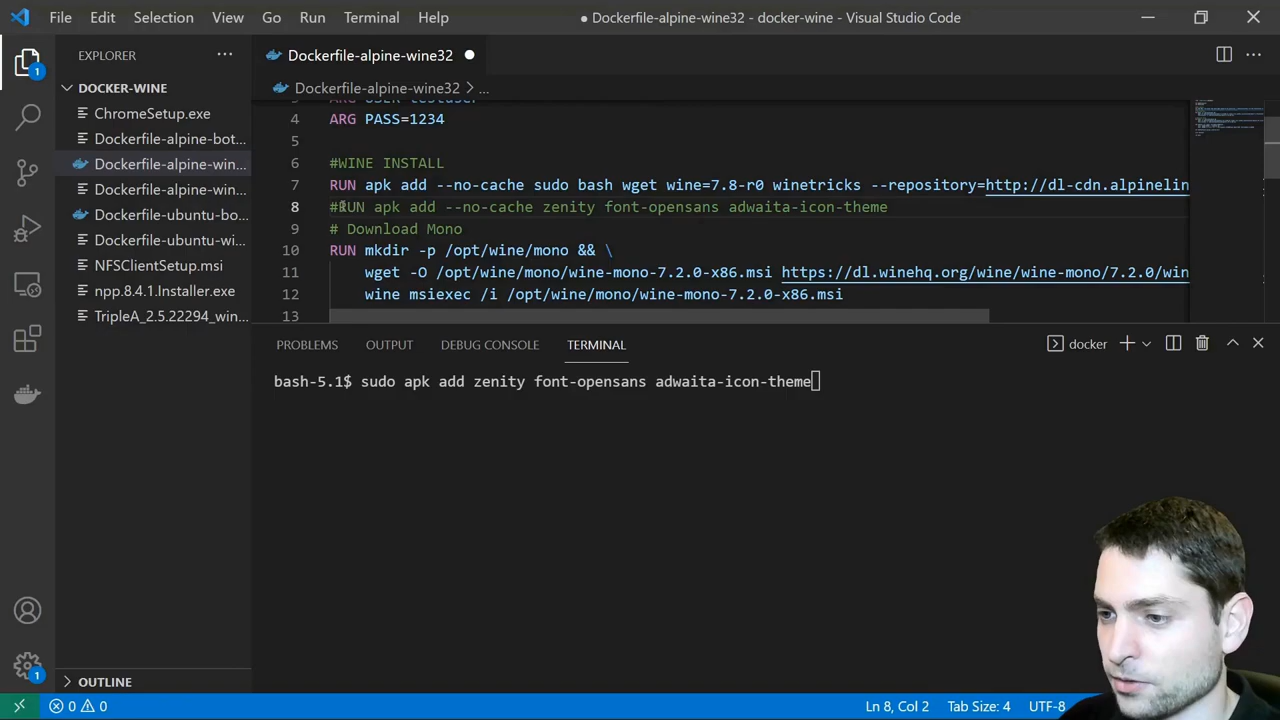 File Edit Selection View Go Run Terminal Help ● Dockerfile-alpine-wine32 - docker-wine - Visual Studio Code
1
EXPLORER
DOCKER-WINE
ChromeSetup.exe
Dockerfile-alpine-bot...
Dockerfile-alpine-win...
Dockerfile-alpine-win...
Dockerfile-ubuntu-bo...
Dockerfile-ubuntu-wi...
NFSClientSetup.msi
npp.8.4.1.Installer.exe
TripleA_2.5.22294_win...
OUTLINE
1
Dockerfile-alpine-wine32 ●
Dockerfile-alpine-wine32 > ...
3 ARG USER=testuser
4 ARG PASS=1234
5
6 #WINE INSTALL
7 RUN apk add --no-cache sudo bash wget wine=7.8-r0 winetricks --repository=http://dl-cdn.alpinelin
8 #RUN apk add --no-cache zenity font-opensans adwaita-icon-theme
9 # Download Mono
10 RUN mkdir -p /opt/wine/mono && \
11 wget -O /opt/wine/mono/wine-mono-7.2.0-x86.msi https://dl.winehq.org/wine/wine-mono/7.2.0/win
12 wine msiexec /i /opt/wine/mono/wine-mono-7.2.0-x86.msi
13
PROBLEMS OUTPUT DEBUG CONSOLE TERMINAL docker
bash-5.1$ sudo apk add zenity font-opensans adwaita-icon-theme
0 0 Ln 8, Col 2 Tab Size: 4 UTF-8